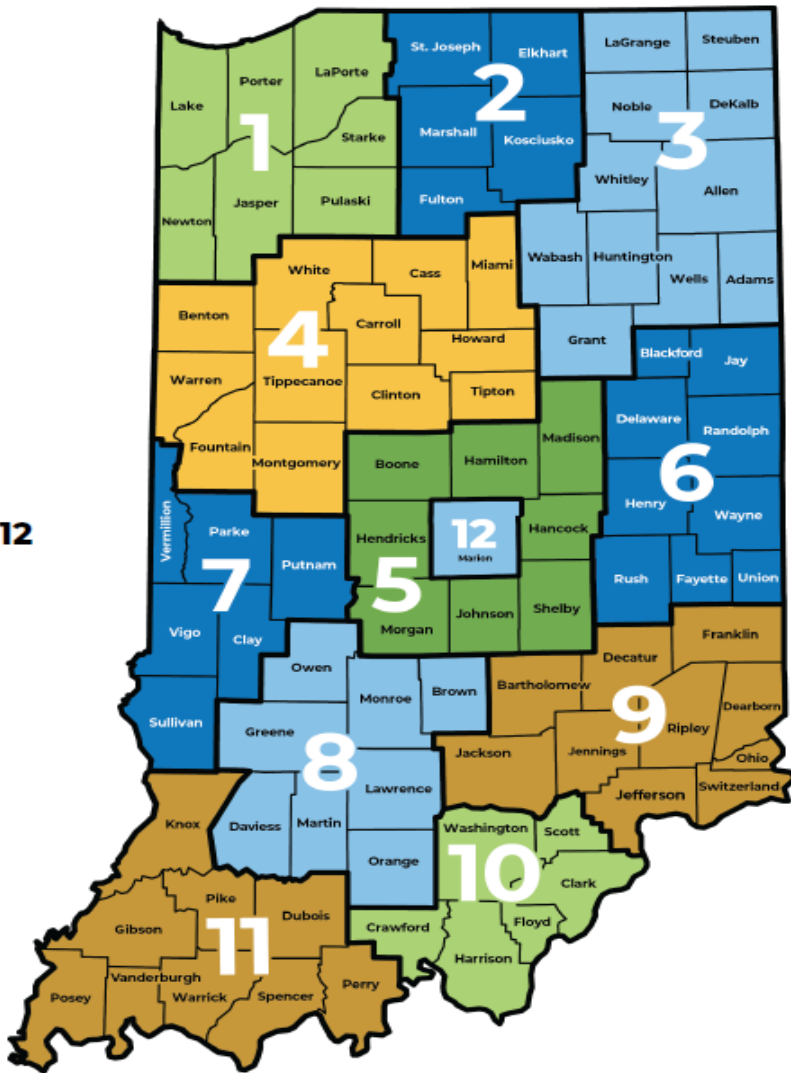 St. Joseph
Elkhart
LaGrange
Steuben
LaPorte
Porter
Lake
2
Noble
DeKalb
Marshall
Kosciusko
Starke
1
3
Whitley
Allen
Fulton
Pulaski
Jasper
Newton
Wabash
Huntington
Miami
White
Cass
Wells
Adams
Benton
Carroll
4
Howard
Grant
Blackford
Jay
Warren
Tippecanoe
Clinton
Tipton
Delaware
Randolph
Madison
Fountain
Montgomery
Boone
Hamilton
6
Henry
Wayne
Vermillion
Parke
12
Hendricks
12
Marion
Hancock
Putnam
7
5
Rush
Fayette
Union
Vigo
Clay
Morgan
Johnson
Shelby
Franklin
Owen
Decatur
Monroe
Brown
Bartholomew
Dearborn
Sullivan
Greene
9
Ripley
Jackson
Jennings
Ohio
8
Lawrence
Jefferson
Switzerland
Knox
Daviess
Martin
Washington
Scott
Orange
10
Clark
Pike
Dubois
Crawford
Floyd
Gibson
11
Harrison
Vanderburgh
Posey
Warrick
Spencer
Perry